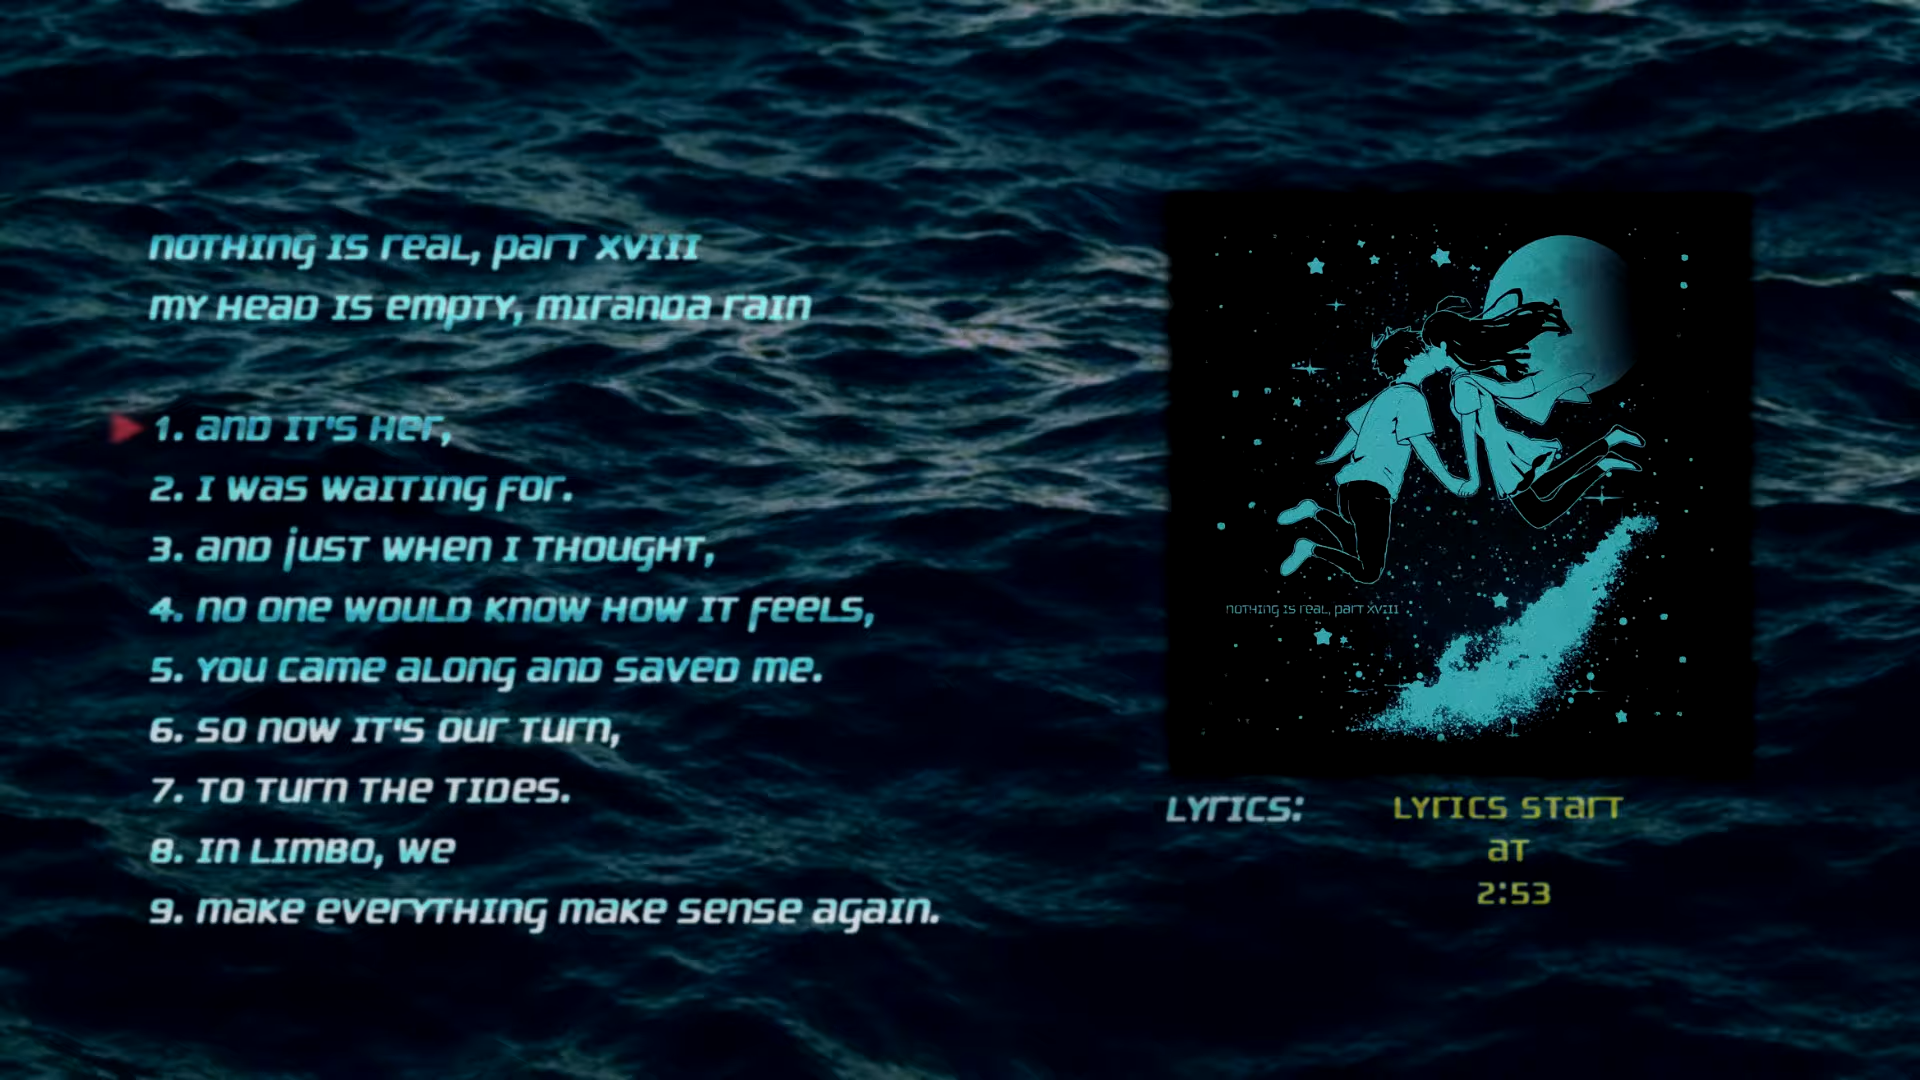 nothing is real, part XVIII
my head is empty, miranda rain
1. and it's her,
2. I was waiting for.
3. and just when I thought,
4. no one would know how it feels,
5. you came along and saved me.
6. so now it's our turn,
7. to turn the tides.
8. In limbo, we
9. make everything make sense again.
nothing is real, part XVIII
Lyrics:
Lyrics start
at
2:53